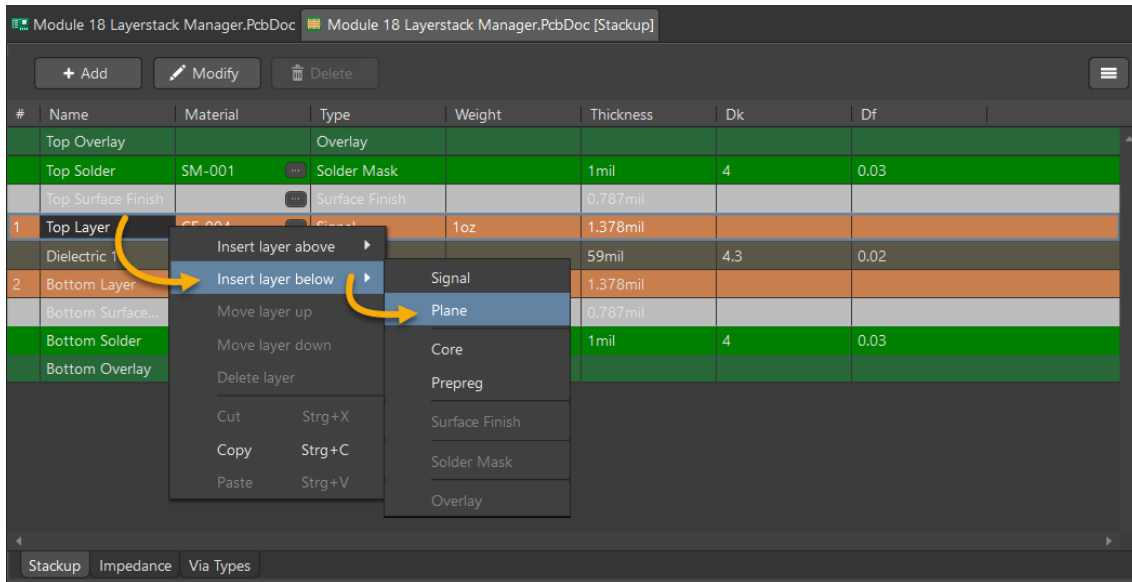 Module 18 Layerstack Manager.PcbDoc Module 18 Layerstack Manager.PcbDoc [Stackup]
+ Add Modify Delete
# Name Material Type Weight Thickness Dk Df
Top Overlay Overlay
Top Solder SM-001 ... Solder Mask 1mil 4 0.03
Top Surface Finish ... Surface Finish 0.787mil
1 Top Layer CF-004 Signal 1oz 1.378mil
Dielectric 1 59mil 4.3 0.02
2 Bottom Layer 1.378mil
Bottom Surface... 0.787mil
Bottom Solder 1mil 4 0.03
Bottom Overlay
Insert layer above
Insert layer below
Move layer up
Move layer down
Delete layer
Cut Strg+X
Copy Strg+C
Paste Strg+V
Signal
Plane
Core
Prepreg
Surface Finish
Solder Mask
Overlay
Stackup Impedance Via Types